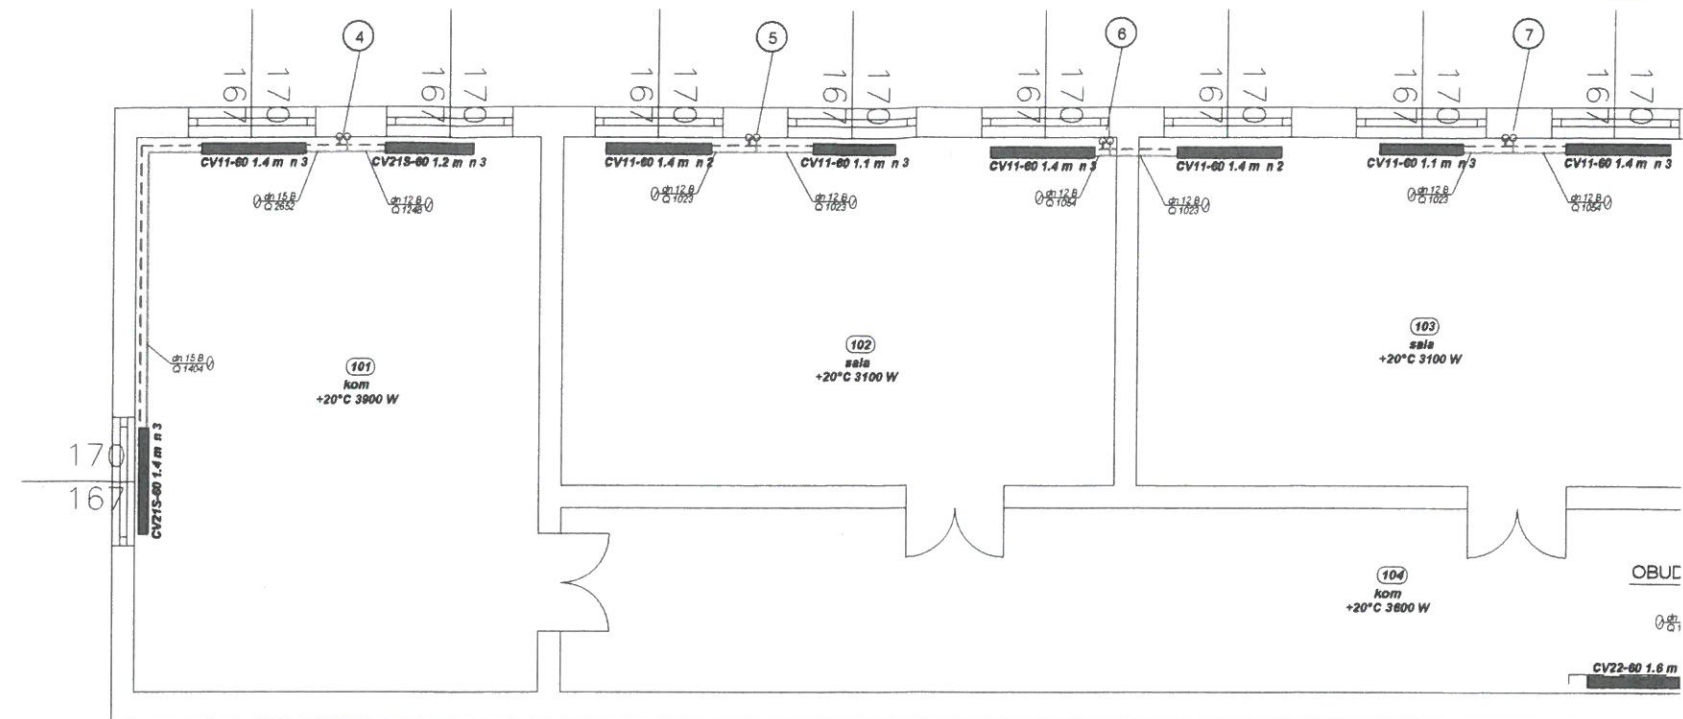 4
5
6
7
167
170
167
170
167
170
167
170
167
170
167
170
167
170
167
170
CV11-60 1.4 m n 3
CV21S-60 1.2 m n 3
CV11-60 1.4 m n 2
CV11-60 1.1 m n 3
CV11-60 1.4 m n 3
CV11-60 1.4 m n 2
CV11-60 1.1 m n 3
CV11-60 1.4 m n 3
dn 15 B
Q 2652
dn 12 B
Q 1248
dn 12 B
Q 1023
dn 12 B
Q 1023
dn 12 B
Q 1054
dn 12 B
Q 1023
dn 12 B
Q 1023
dn 12 B
Q 1054
dn 15 B
Q 1404
101
kom
+20°C 3900 W
102
sala
+20°C 3100 W
103
sala
+20°C 3100 W
170
167
CV21S-60 1.4 m n 3
104
kom
+20°C 3600 W
OBUD
CV22-60 1.6 m